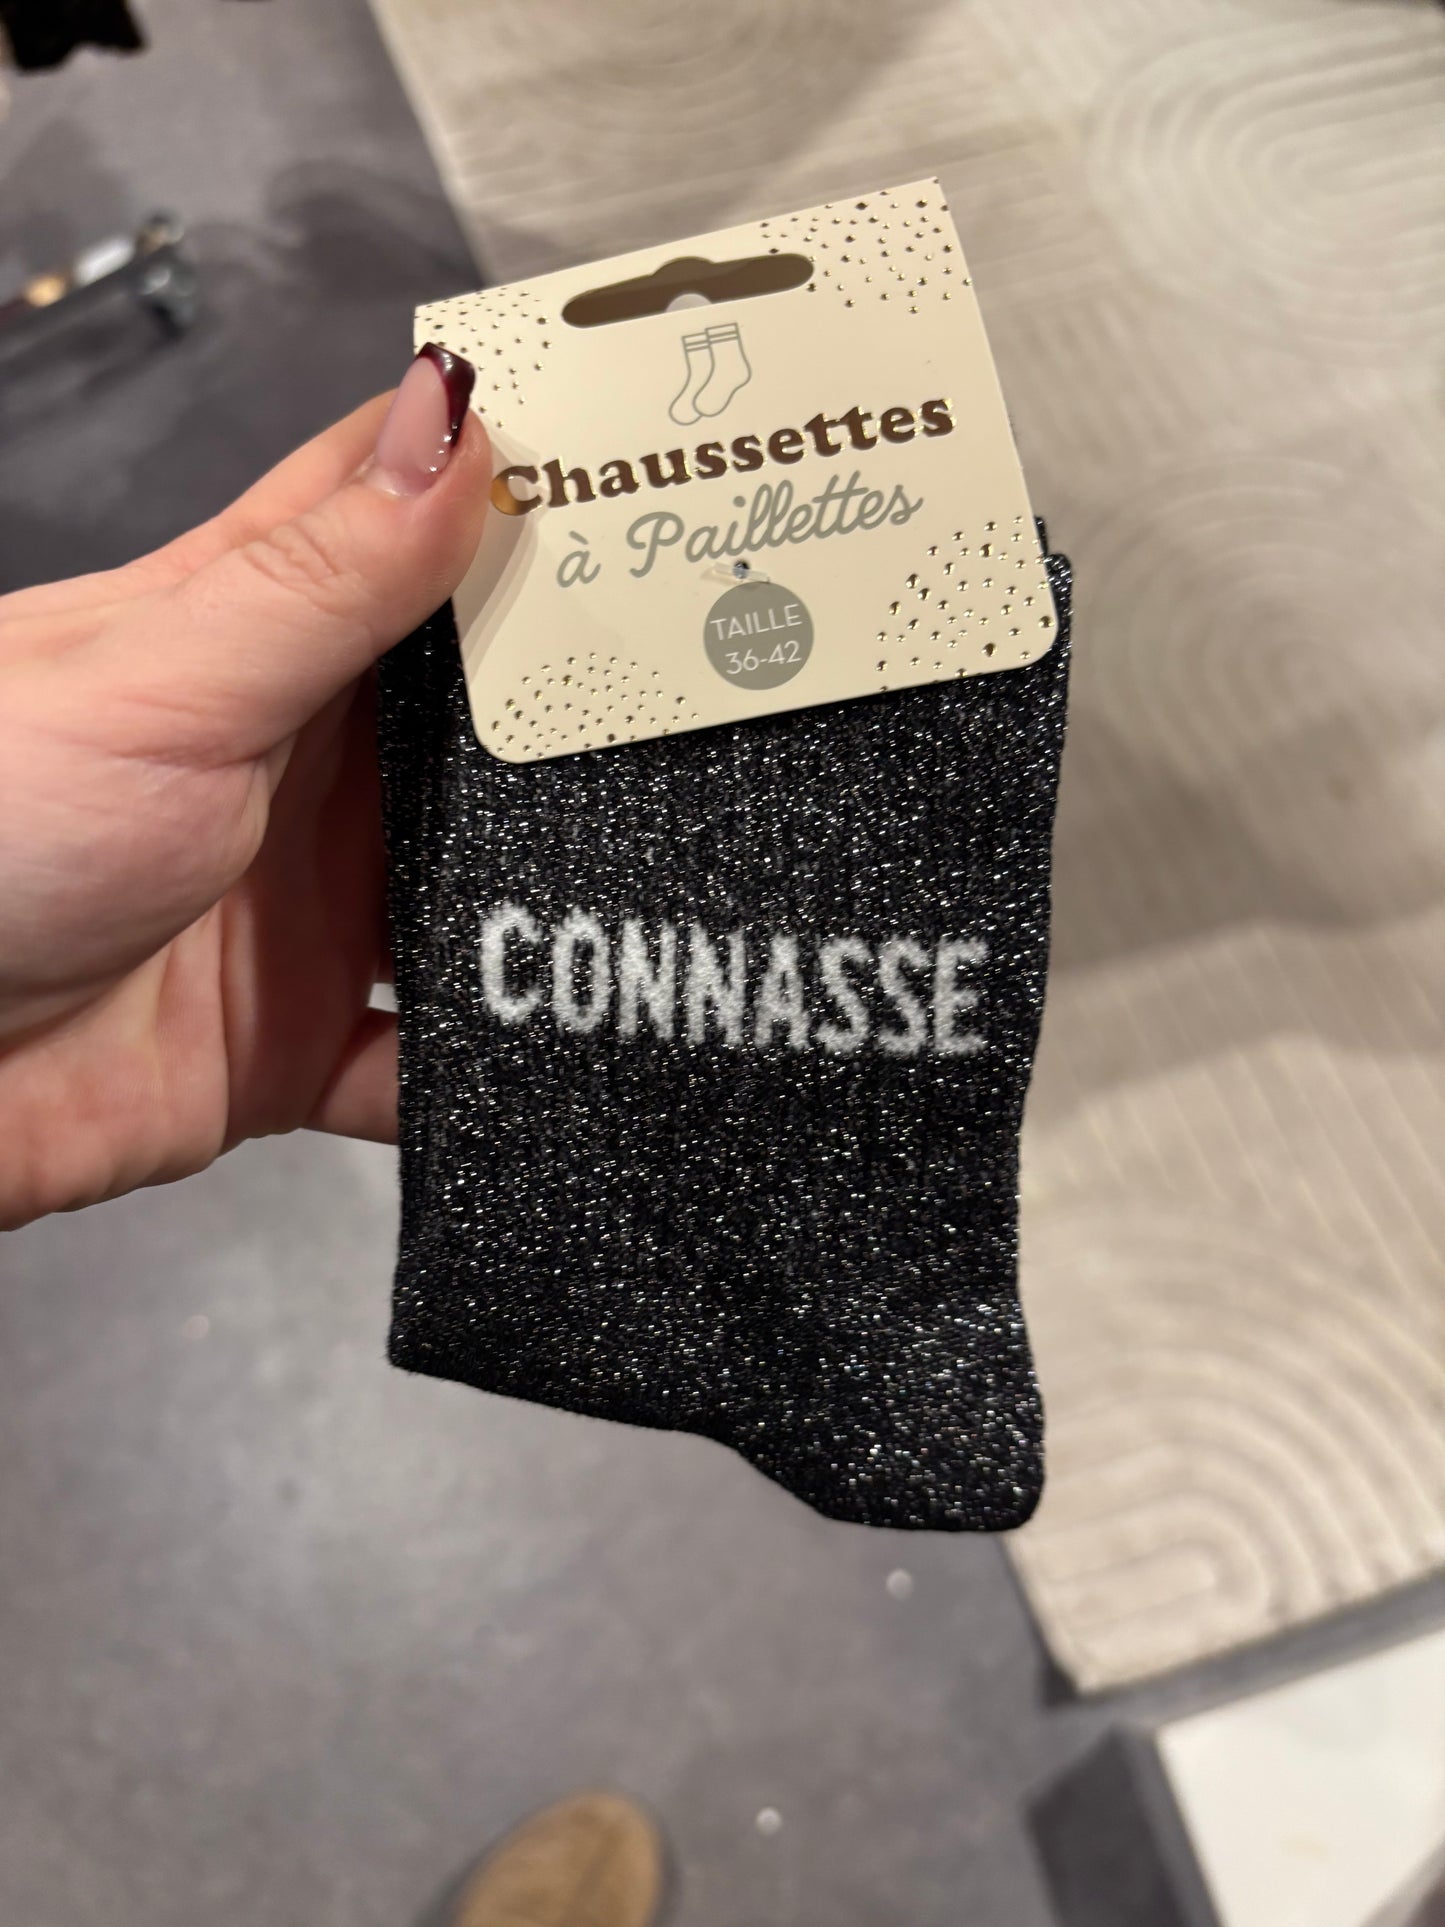 Chaussettes
à Paillettes
TAILLE
36-42
CONNASSE